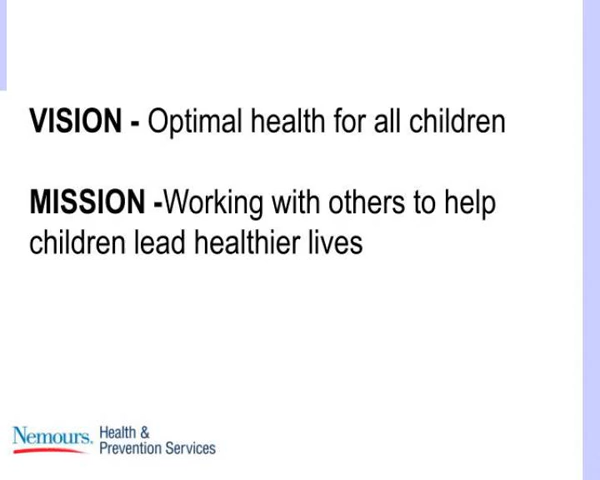 VISION - Optimal health for all children
MISSION -Working with others to help
children lead healthier lives
Nemours. Health &
Prevention Services